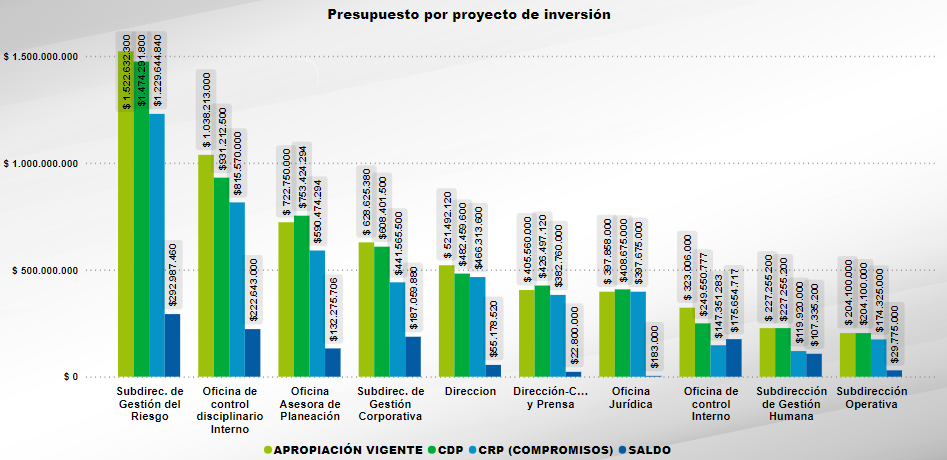 Presupuesto por proyecto de inversión
$ 1.500.000.000
$ 1.000.000.000
$ 500.000.000
$ 0
$ 1.522.632.300
$1.474.291.800
$1.229.644.840
$292.987.460
$ 1.038.213.000
$931.212.500
$815.570.000
$222.643.000
$ 722.750.000
$753.424.294
$590.474.294
$132.275.706
$ 628.625.380
$608.401.500
$441.565.500
$187.059.880
$ 521.492.120
$482.459.600
$466.313.600
$55.178.520
$ 405.560.000
$426.497.120
$382.760.000
$22.800.000
$ 397.858.000
$408.675.000
$397.675.000
$183.000
$ 323.006.000
$249.550.777
$147.351.283
$175.654.717
$ 227.255.200
$227.255.200
$119.920.000
$107.335.200
$ 204.100.000
$204.100.000
$174.325.000
$29.775.000
Subdirec. de
Gestión del
Riesgo
Oficina de
control
disciplinario
Interno
Oficina
Asesora de
Planeación
Subdirec. de
Gestión
Corporativa
Direccion
Dirección-C...
y Prensa
Oficina
Jurídica
Oficina de
control
Interno
Subdirección
de Gestión
Humana
Subdirección
Operativa
APROPIACIÓN VIGENTE CDP CRP (COMPROMISOS) SALDO